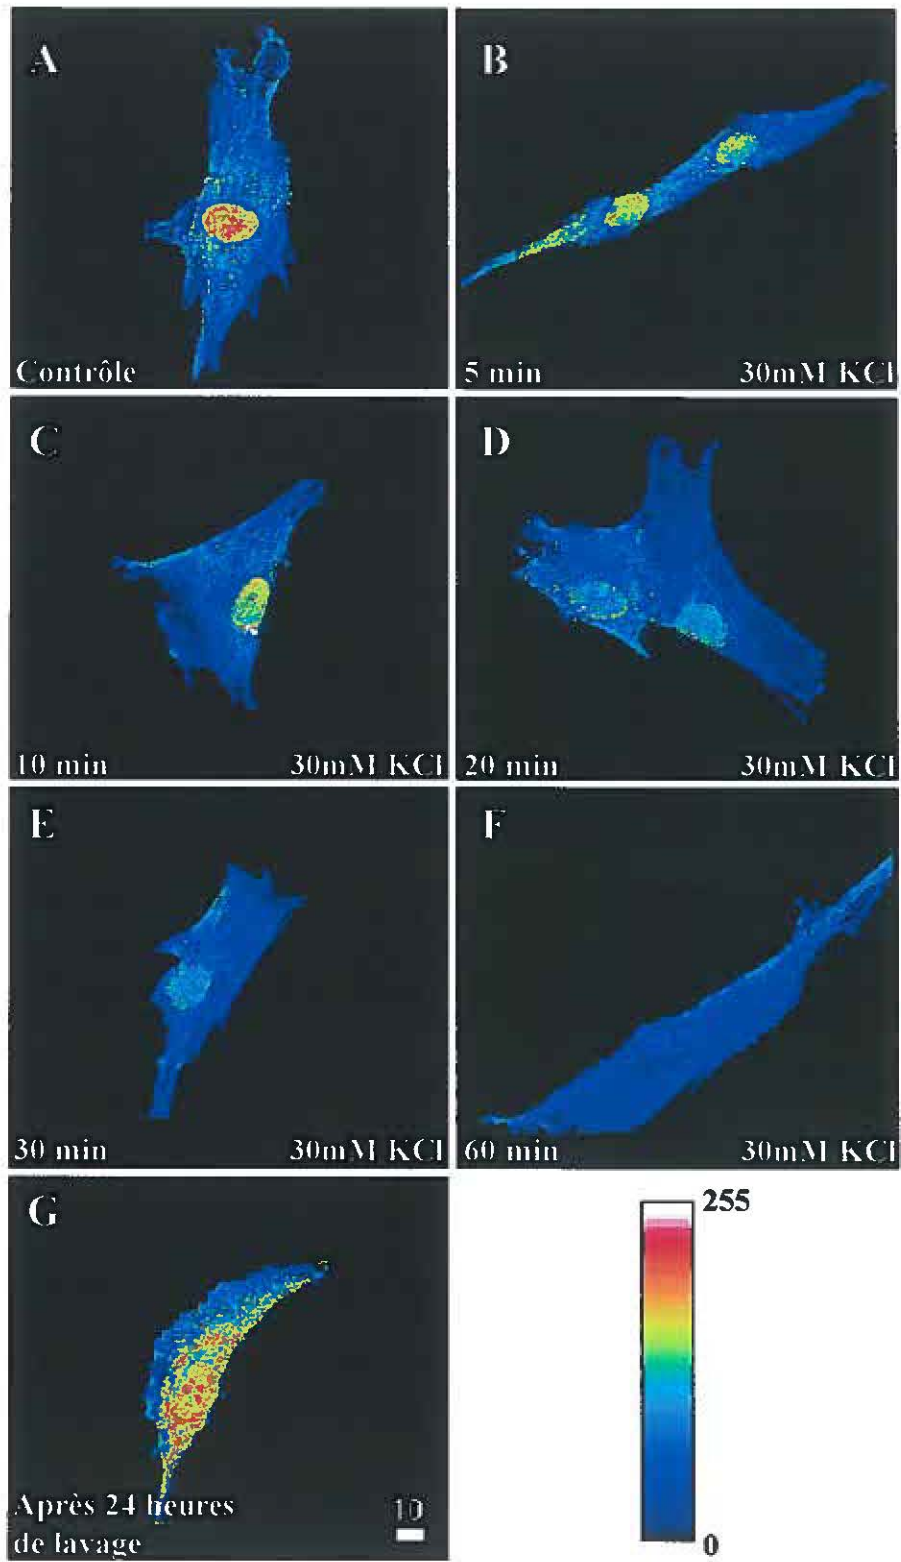 A
Contrôle
B
5 min 30mM KCl
C
10 min 30mM KCl
D
20 min 30mM KCl
E
30 min 30mM KCl
F
60 min 30mM KCl
G
Après 24 heures
de lavage
10
255
0